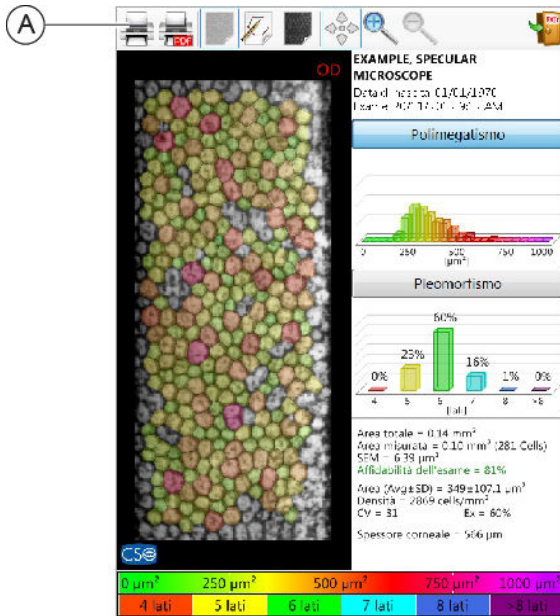 A
PDF
EXIT
OD
EXAMPLE, SPECULAR
MICROSCOPE
Data di nascita 01/01/1970
AM
Polimegatismo
0 250 500 750 1000
[µm²]
Pleomorfismo
0% 23% 60% 16% 1% 0%
4 5 6 7 8 >8
[lati]
Area totale = 0.14 mm²
Area misurata = 0.10 mm² (281 Cells)
SEM = 6.39 µm²
Affidabilità dell'esame = 81%
Area (Avg±SD) = 349±107.1 µm²
Densità = 2869 cells/mm²
CV = 31 Ex = 60%
Spessore corneale = 566 µm
CSO
0 µm² 250 µm² 500 µm² 750 µm² 1000 µm²
4 lati 5 lati 6 lati 7 lati 8 lati >8 lati